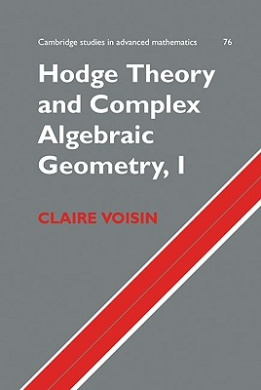 Cambridge studies in advanced mathematics 76
Hodge Theory
and Complex
Algebraic
Geometry, I
CLAIRE VOISIN